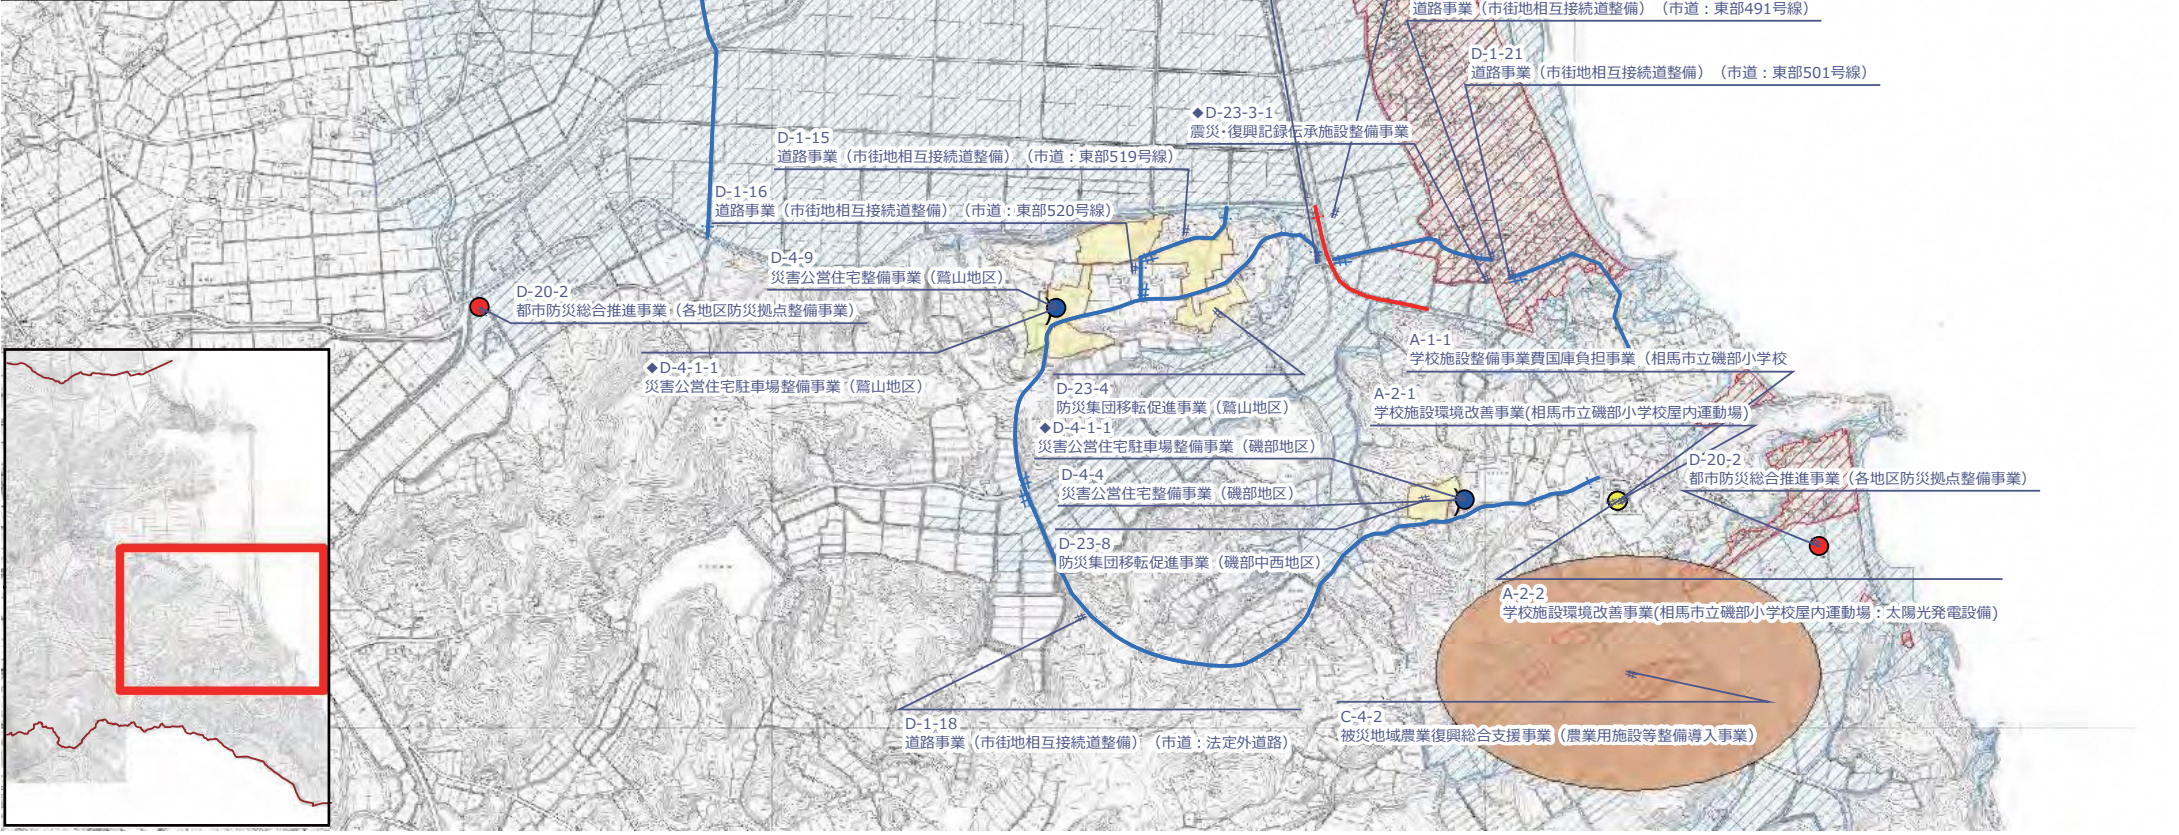 道路事業（市街地相互接続道整備）（市道：東部491号線）
D-1-21
道路事業（市街地相互接続道整備）（市道：東部501号線）
◆D-23-3-1
震災・復興記録伝承施設整備事業
D-1-15
道路事業（市街地相互接続道整備）（市道：東部519号線）
D-1-16
道路事業（市街地相互接続道整備）（市道：東部520号線）
D-4-9
災害公営住宅整備事業（鷲山地区）
D-20-2
都市防災総合推進事業（各地区防災拠点整備事業）
◆D-4-1-1
災害公営住宅駐車場整備事業（鷲山地区）
A-1-1
学校施設整備事業費国庫負担事業（相馬市立磯部小学校
D-23-4
防災集団移転促進事業（鷲山地区）
A-2-1
学校施設環境改善事業(相馬市立磯部小学校屋内運動場)
◆D-4-1-1
災害公営住宅駐車場整備事業（磯部地区）
D-20-2
都市防災総合推進事業（各地区防災拠点整備事業）
D-4-4
災害公営住宅整備事業（磯部地区）
D-23-8
防災集団移転促進事業（磯部中西地区）
A-2-2
学校施設環境改善事業(相馬市立磯部小学校屋内運動場：太陽光発電設備)
D-1-18
道路事業（市街地相互接続道整備）（市道：法定外道路）
C-4-2
被災地域農業復興総合支援事業（農業用施設等整備導入事業）